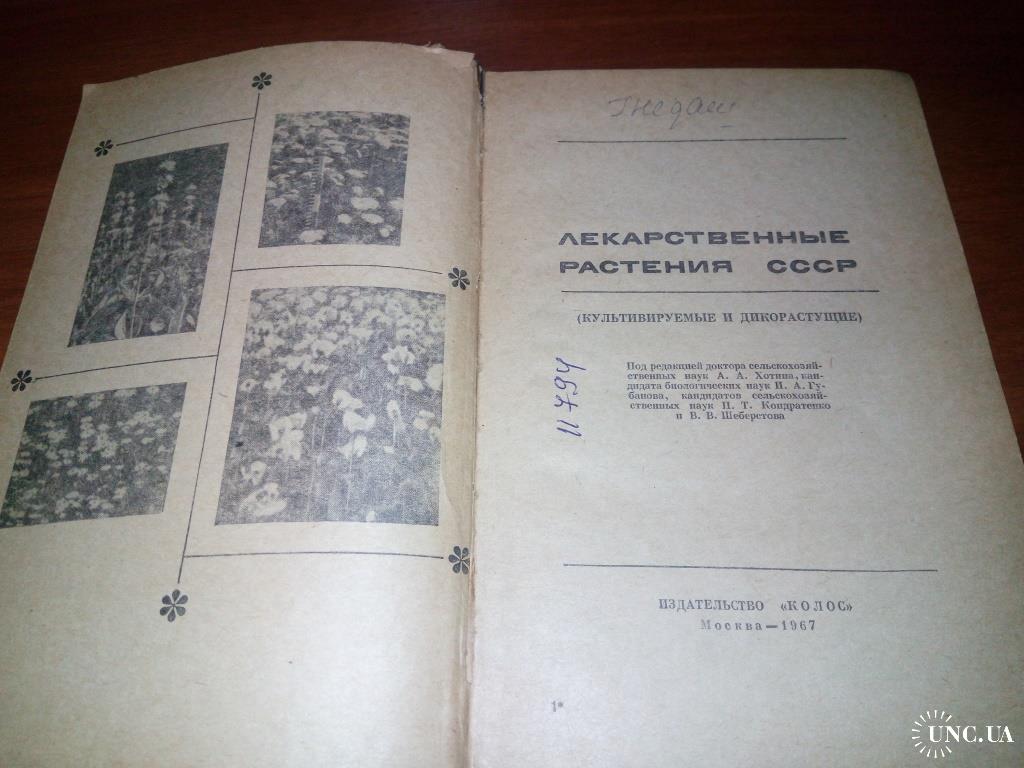 Гнедаш
ЛЕКАРСТВЕННЫЕ
РАСТЕНИЯ СССР
(КУЛЬТИВИРУЕМЫЕ И ДИКОРАСТУЩИЕ)
11794
Под редакцией доктора сельскохозяй-
ственных наук А. А. Хотина, кан-
дидата биологических наук И. А. Гу-
банова, кандидатов сельскохозяй-
ственных наук П. Т. Кондратенко
и В. В. Шеберстова
ИЗДАТЕЛЬСТВО «КОЛОС»
Москва — 1967
1*
UNC.UA